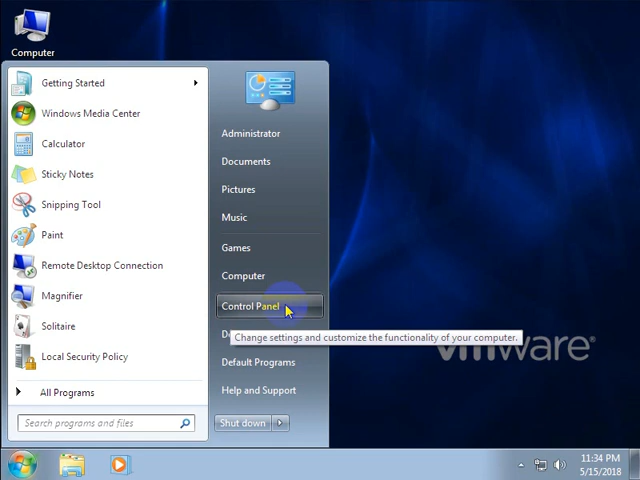 Computer
Getting Started
Windows Media Center
Calculator
Sticky Notes
Snipping Tool
Paint
Remote Desktop Connection
Magnifier
Solitaire
Local Security Policy
All Programs
Search programs and files
Administrator
Documents
Pictures
Music
Games
Computer
Control Panel
Change settings and customize the functionality of your computer.
Default Programs
Help and Support
Shut down
vmware®
11:34 PM
5/15/2018